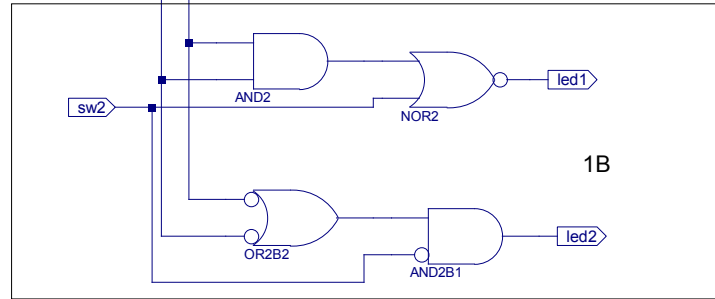 AND2
led1
sw2
NOR2
1B
OR2B2
led2
AND2B1